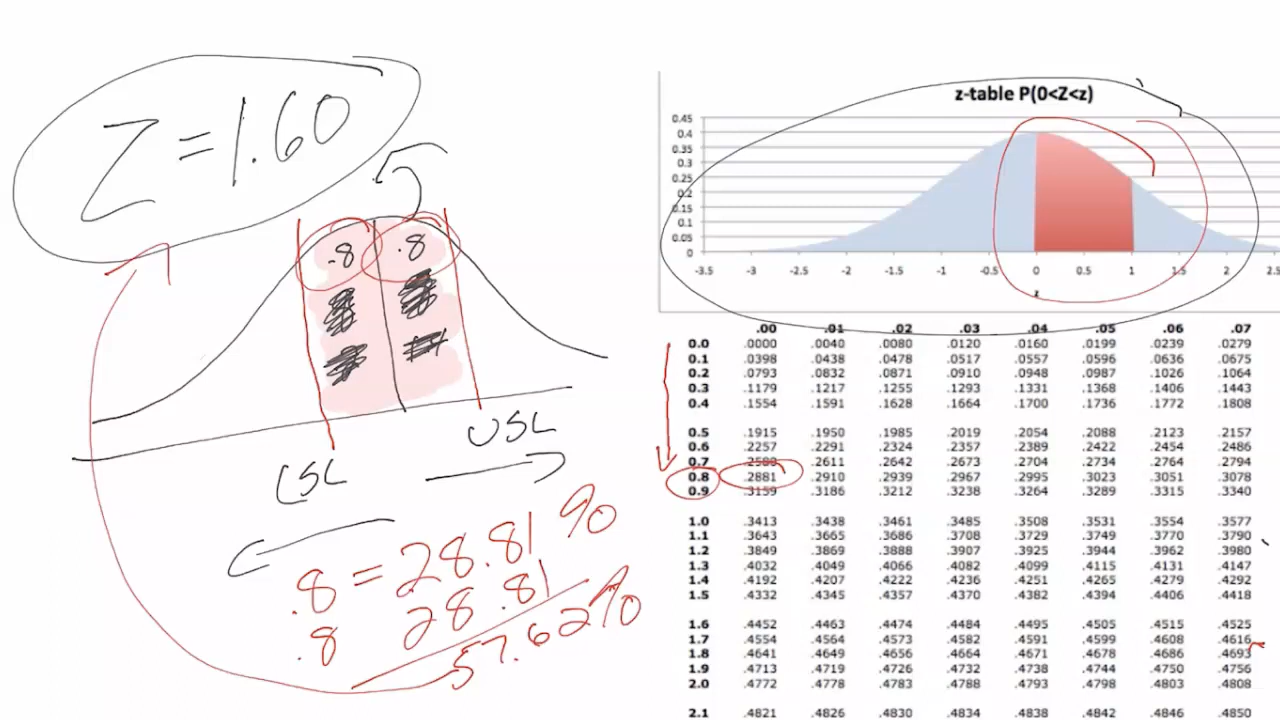 Z=1.60
.8 .8
USL
LSL
.8 = 28.81%
.8 28.81
57.62%
z-table P(0<Z<z)
0.45
0.4
0.35
0.3
0.25
0.2
0.15
0.1
0.05
0
-3.5 -3 -2.5 -2 -1.5 -1 -0.5 0 0.5 1 1.5 2 2.5
z
.00 .01 .02 .03 .04 .05 .06 .07
0.0 .0000 .0040 .0080 .0120 .0160 .0199 .0239 .0279
0.1 .0398 .0438 .0478 .0517 .0557 .0596 .0636 .0675
0.2 .0793 .0832 .0871 .0910 .0948 .0987 .1026 .1064
0.3 .1179 .1217 .1255 .1293 .1331 .1368 .1406 .1443
0.4 .1554 .1591 .1628 .1664 .1700 .1736 .1772 .1808
0.5 .1915 .1950 .1985 .2019 .2054 .2088 .2123 .2157
0.6 .2257 .2291 .2324 .2357 .2389 .2422 .2454 .2486
0.7 .2580 .2611 .2642 .2673 .2704 .2734 .2764 .2794
0.8 .2881 .2910 .2939 .2967 .2995 .3023 .3051 .3078
0.9 .3159 .3186 .3212 .3238 .3264 .3289 .3315 .3340
1.0 .3413 .3438 .3461 .3485 .3508 .3531 .3554 .3577
1.1 .3643 .3665 .3686 .3708 .3729 .3749 .3770 .3790
1.2 .3849 .3869 .3888 .3907 .3925 .3944 .3962 .3980
1.3 .4032 .4049 .4066 .4082 .4099 .4115 .4131 .4147
1.4 .4192 .4207 .4222 .4236 .4251 .4265 .4279 .4292
1.5 .4332 .4345 .4357 .4370 .4382 .4394 .4406 .4418
1.6 .4452 .4463 .4474 .4484 .4495 .4505 .4515 .4525
1.7 .4554 .4564 .4573 .4582 .4591 .4599 .4608 .4616
1.8 .4641 .4649 .4656 .4664 .4671 .4678 .4686 .4693
1.9 .4713 .4719 .4726 .4732 .4738 .4744 .4750 .4756
2.0 .4772 .4778 .4783 .4788 .4793 .4798 .4803 .4808
2.1 .4821 .4826 .4830 .4834 .4838 .4842 .4846 .4850